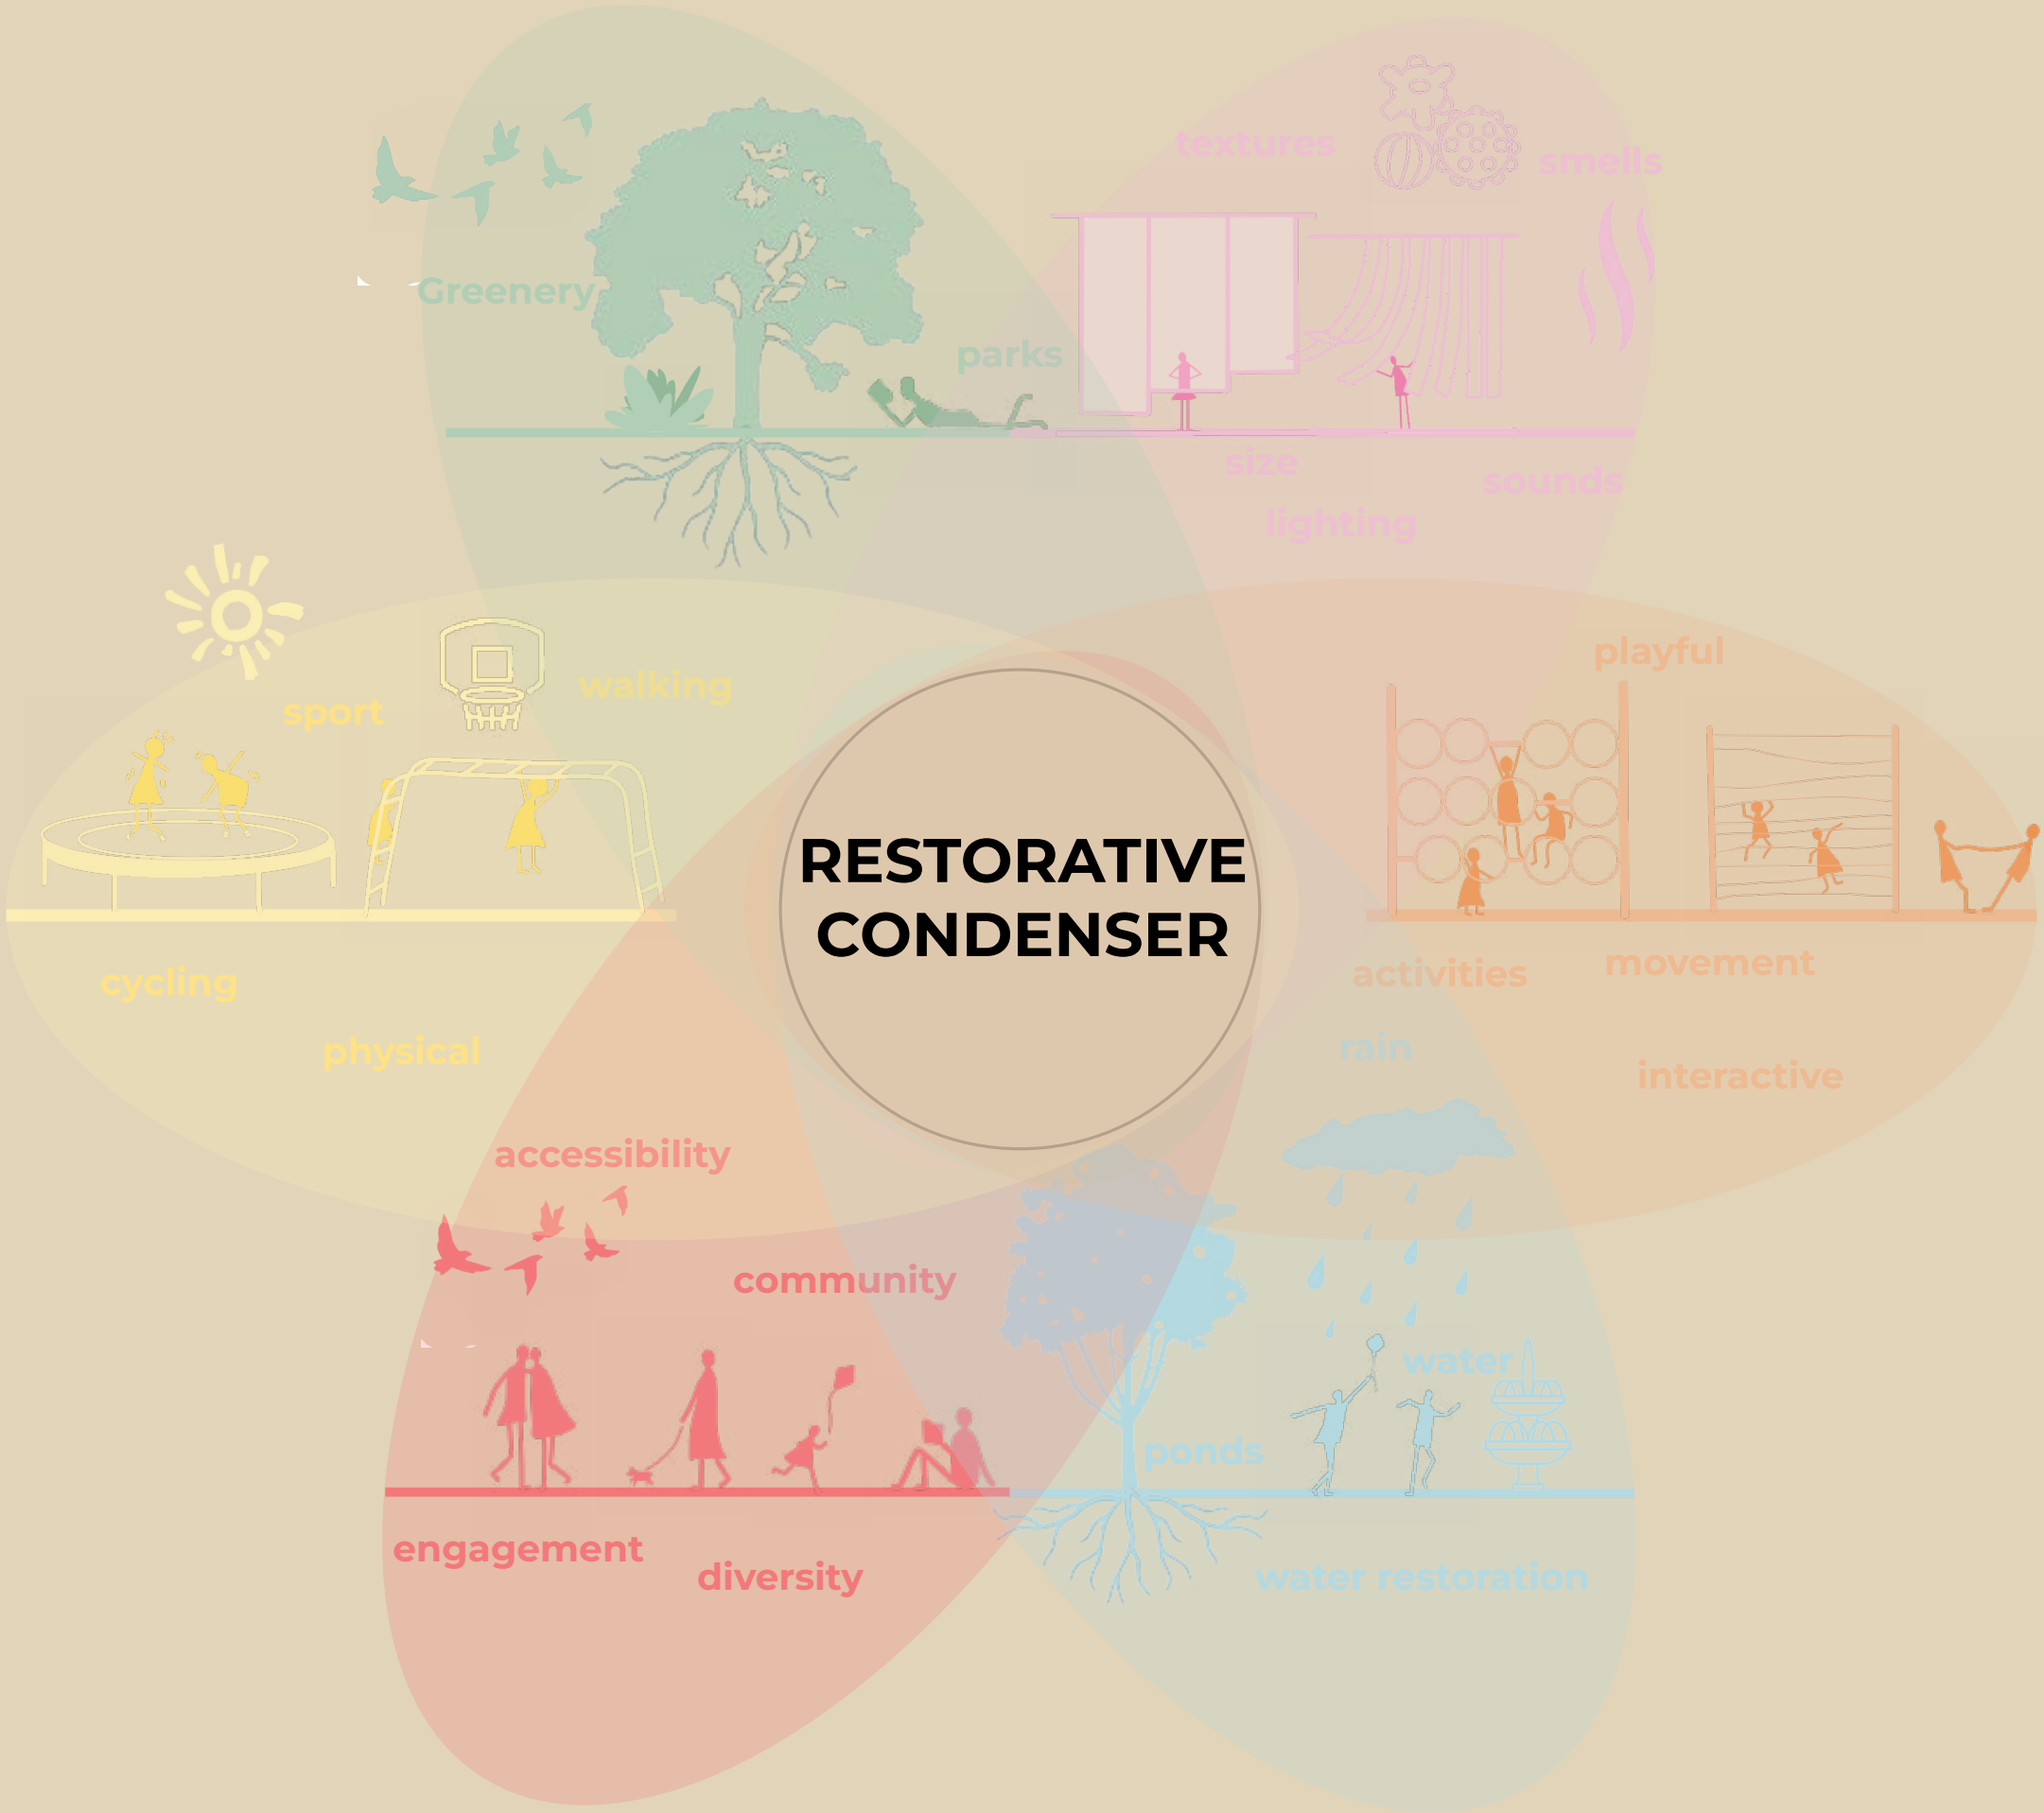 textures
smells
Greenery
parks
size
sounds
lighting
playful
walking
sport
RESTORATIVE
CONDENSER
cycling
activities
movement
physical
rain
interactive
accessibility
community
water
ponds
engagement
diversity
water restoration